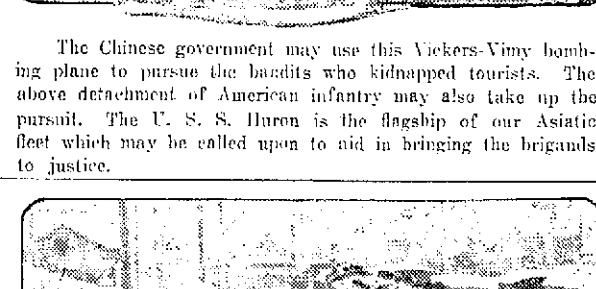 The Chinese government may use this Vickers-Vimy bomb-
ing plane to pursue the bandits who kidnapped tourists. The
above detachment of American infantry may also take up the
pursuit. The U. S. S. Huron is the flagship of our Asiatic
fleet which may be called upon to aid in bringing the brigands
to justice.